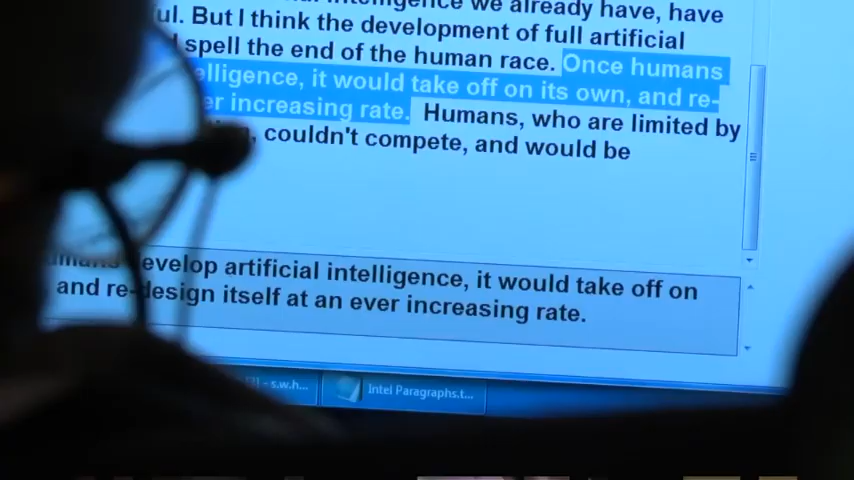 intelligence we already have, have
ul. But I think the development of full artificial
spell the end of the human race. Once humans
elligence, it would take off on its own, and re-
er increasing rate. Humans, who are limited by
, couldn't compete, and would be
evelop artificial intelligence, it would take off on
and re-design itself at an ever increasing rate.
- s.w.h...
Intel Paragraphs.t...